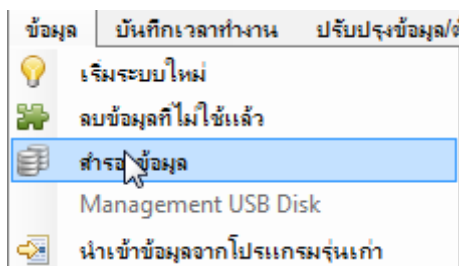 ข้อมูล บันทึกเวลาทำงาน ปรับปรุงข้อมูล/
เริ่มระบบใหม่
ลบข้อมูลที่ไม่ใช้แล้ว
สำรองข้อมูล
Management USB Disk
นำเข้าข้อมูลจากโปรแกรมรุ่นเก่า